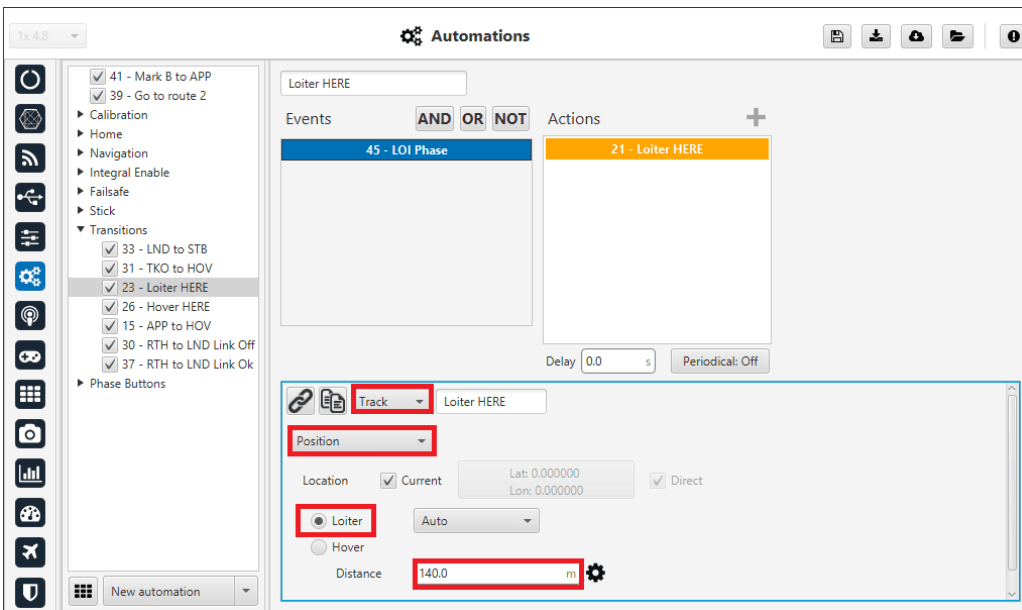 1x 4.8
Automations
41 - Mark B to APP
39 - Go to route 2
Calibration
Home
Navigation
Integral Enable
Failsafe
Stick
Transitions
33 - LND to STB
31 - TKO to HOV
23 - Loiter HERE
26 - Hover HERE
15 - APP to HOV
30 - RTH to LND Link Off
37 - RTH to LND Link Ok
Phase Buttons
New automation
Loiter HERE
Events AND OR NOT
45 - LOI Phase
Actions
21 - Loiter HERE
Delay 0.0 s Periodical: Off
Track Loiter HERE
Position
Location Current Lat: 0.000000
Lon: 0.000000 Direct
Loiter Auto
Hover
Distance 140.0 m